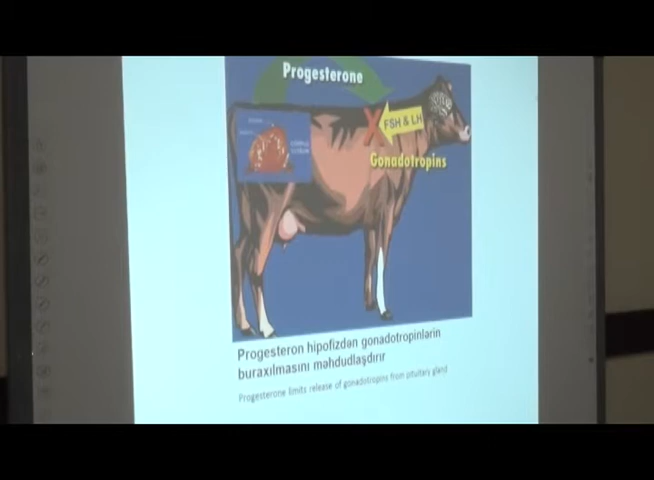 Progesterone
FSH & LH
Gonadotropins
Progesteron hipofizdən gonadotropinlərin
buraxılmasını məhdudlaşdırır
Progesterone limits release of gonadotropins from pituitary gland